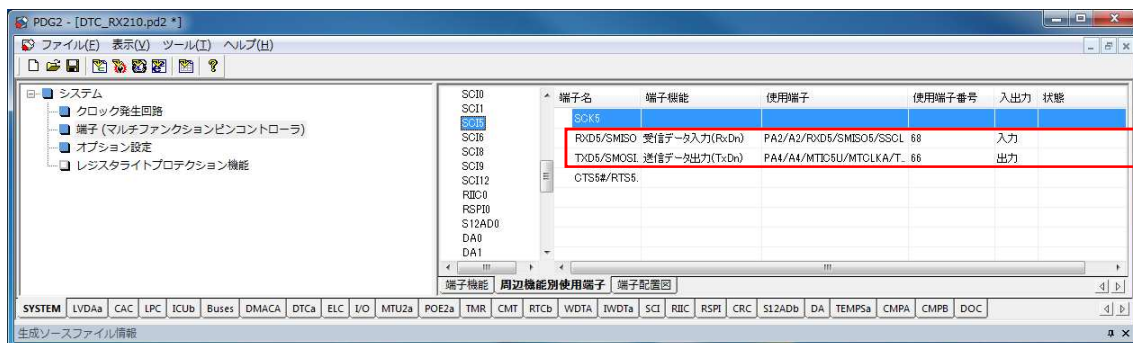 PDG2 - [DTC_RX210.pd2 *]
ファイル(F) 表示(V) ツール(T) ヘルプ(H)
システム
クロック発生回路
端子 (マルチファンクションピンコントローラ)
オプション設定
レジスタライトプロテクション機能
SCI0
SCI1
SCI5
SCI6
SCI8
SCI9
SCI12
RIIC0
RSPI0
S12AD0
DA0
DA1
端子名 端子機能 使用端子 使用端子番号 入出力 状態
SCK5
RXD5/SMISO 受信データ入力(RxDn) PA2/A2/RXD5/SMISO5/SSCL 68 入力
TXD5/SMOSI. 送信データ出力(TxDn) PA4/A4/MTIC5U/MTCLKA/T_ 66 出力
CTS5#/RTS5.
端子機能 周辺機能別使用端子 端子配置図
SYSTEM LVDAa CAC LPC ICUb Buses DMACA DTCa ELC I/O MTU2a POE2a TMR CMT RTCb WDTA IWDTa SCI RIIC RSPI CRC S12ADb DA TEMPSa CMPA CMPB DOC
生成ソースファイル情報